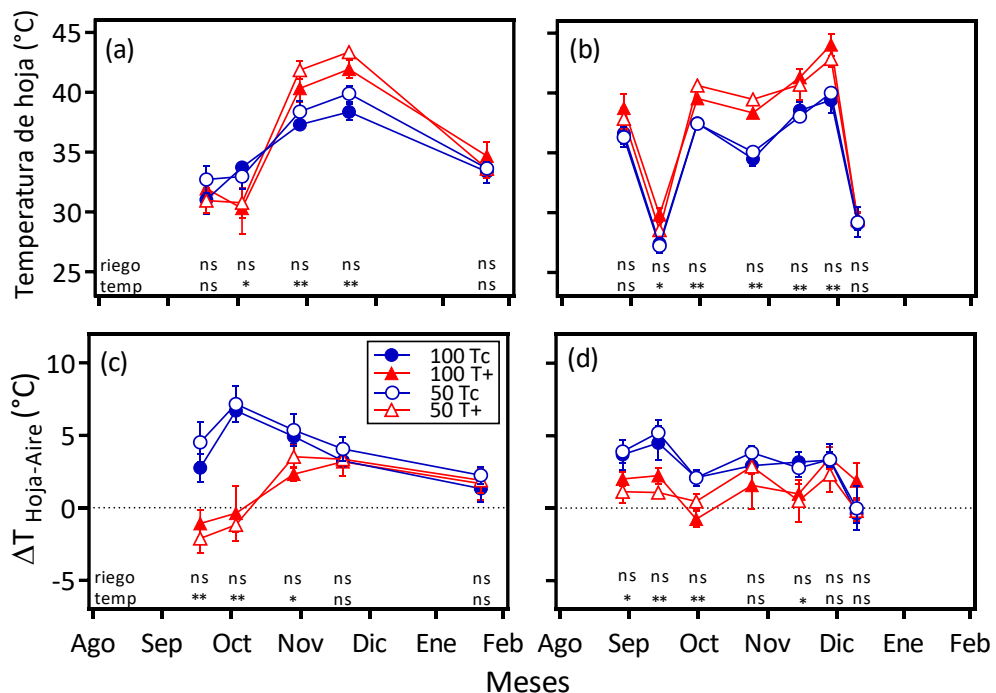 Temperatura de hoja (°C)
45
40
35
30
25
(a)
riego ns ns ns ns ns
temp ns * ** ** ns
(b)
ns ns ns ns ns ns ns
ns * ** ** ** ** ns
ΔT Hoja-Aire (°C)
10
5
0
-5
(c)
100 Tc
100 T+
50 Tc
50 T+
riego ns ns ns ns ns
temp ** ** * ns ns
(d)
ns ns ns ns ns ns ns
* ** ** ns * ns ns
Ago Sep Oct Nov Dic Ene Feb
Sep Oct Nov Dic Ene Feb
Meses